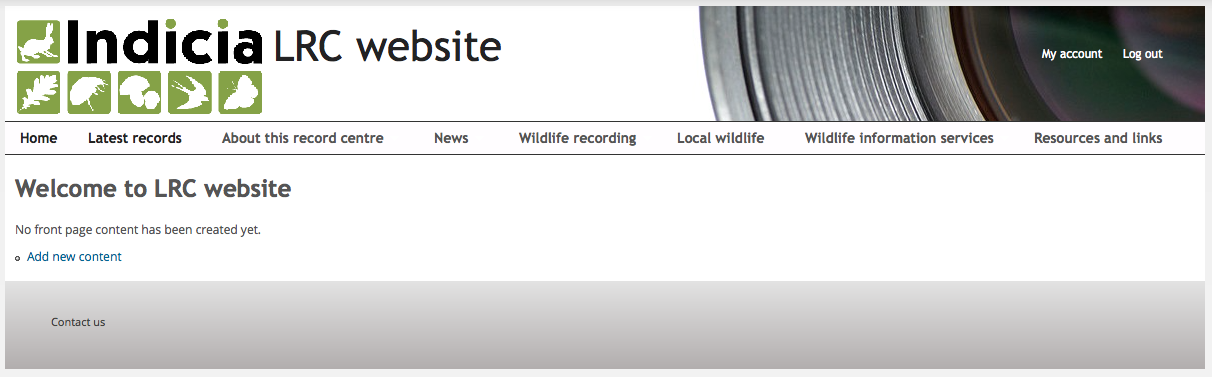 Indicia LRC website
My account Log out
Home Latest records About this record centre News Wildlife recording Local wildlife Wildlife information services Resources and links
Welcome to LRC website
No front page content has been created yet.
Add new content
Contact us